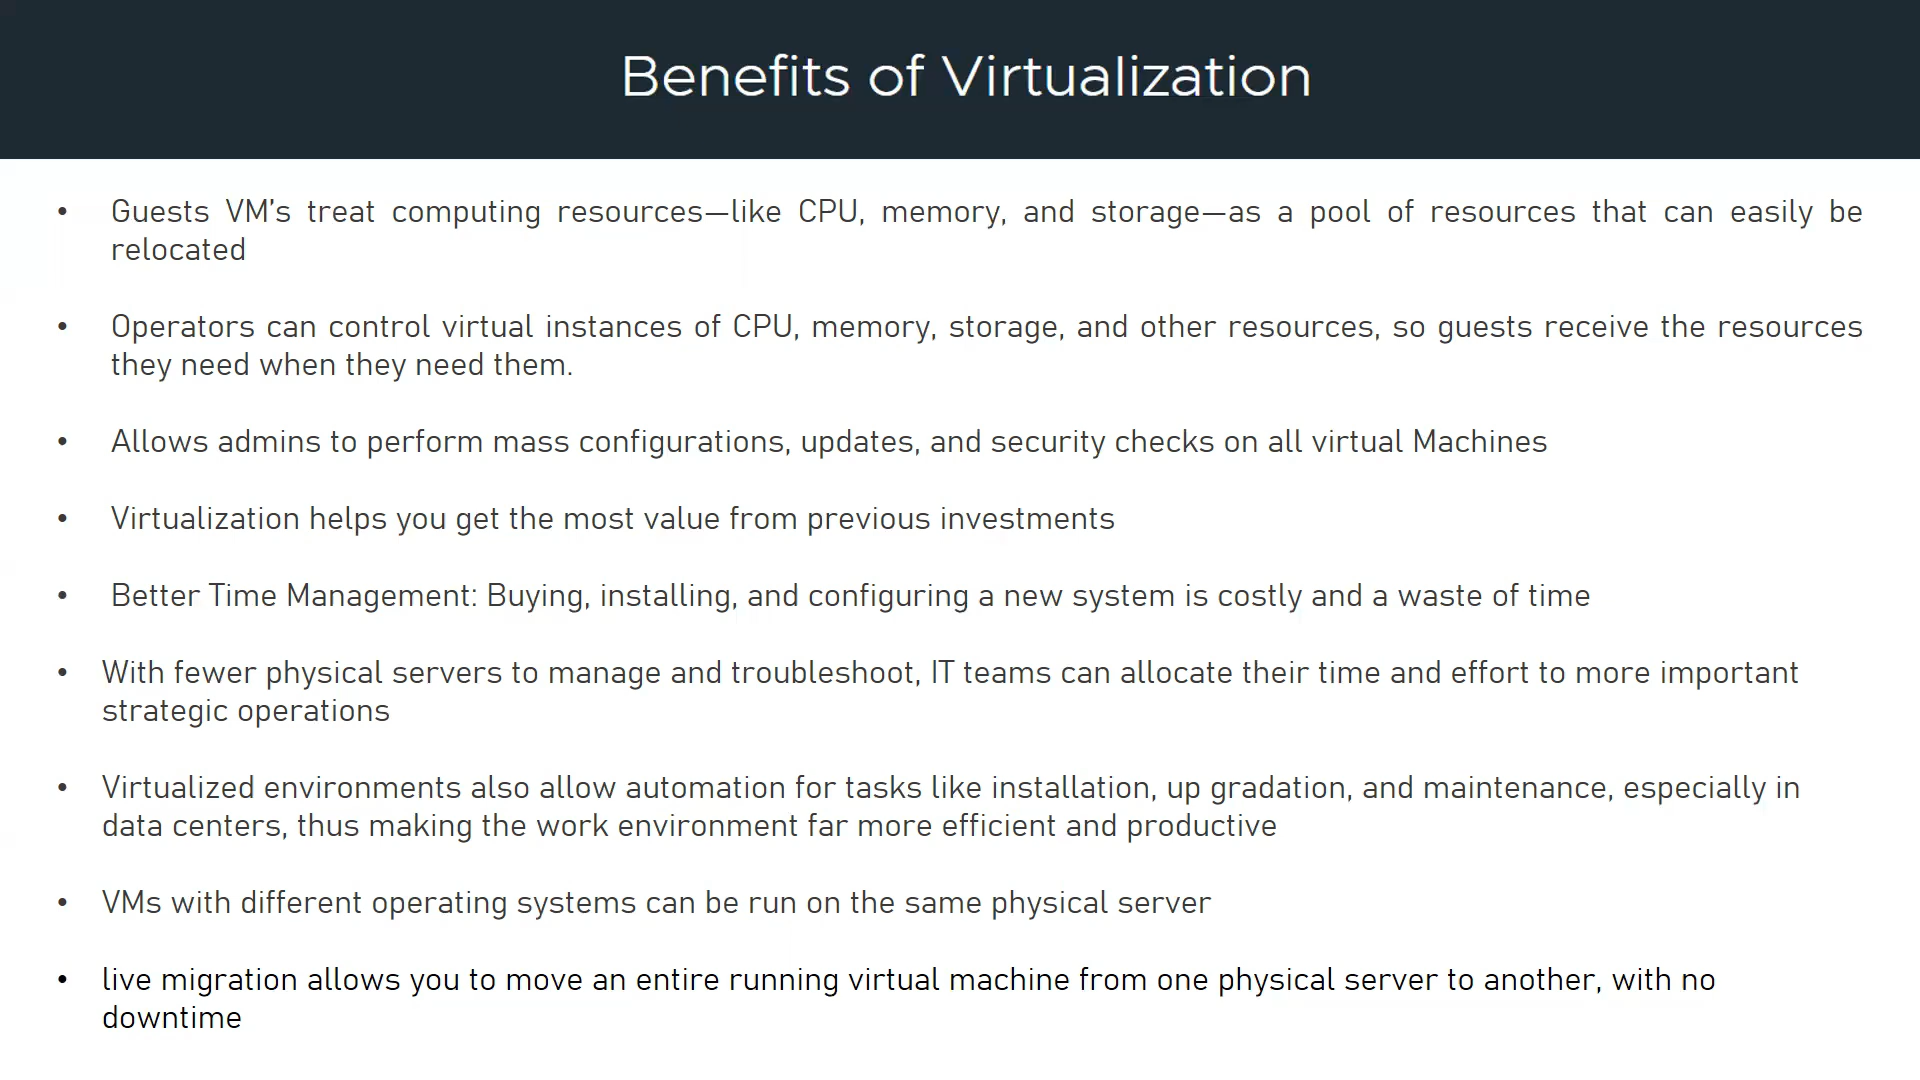 Benefits of Virtualization
• Guests VM's treat computing resources—like CPU, memory, and storage—as a pool of resources that can easily be
relocated
• Operators can control virtual instances of CPU, memory, storage, and other resources, so guests receive the resources
they need when they need them.
• Allows admins to perform mass configurations, updates, and security checks on all virtual Machines
• Virtualization helps you get the most value from previous investments
• Better Time Management: Buying, installing, and configuring a new system is costly and a waste of time
• With fewer physical servers to manage and troubleshoot, IT teams can allocate their time and effort to more important
strategic operations
• Virtualized environments also allow automation for tasks like installation, up gradation, and maintenance, especially in
data centers, thus making the work environment far more efficient and productive
• VMs with different operating systems can be run on the same physical server
• live migration allows you to move an entire running virtual machine from one physical server to another, with no
downtime